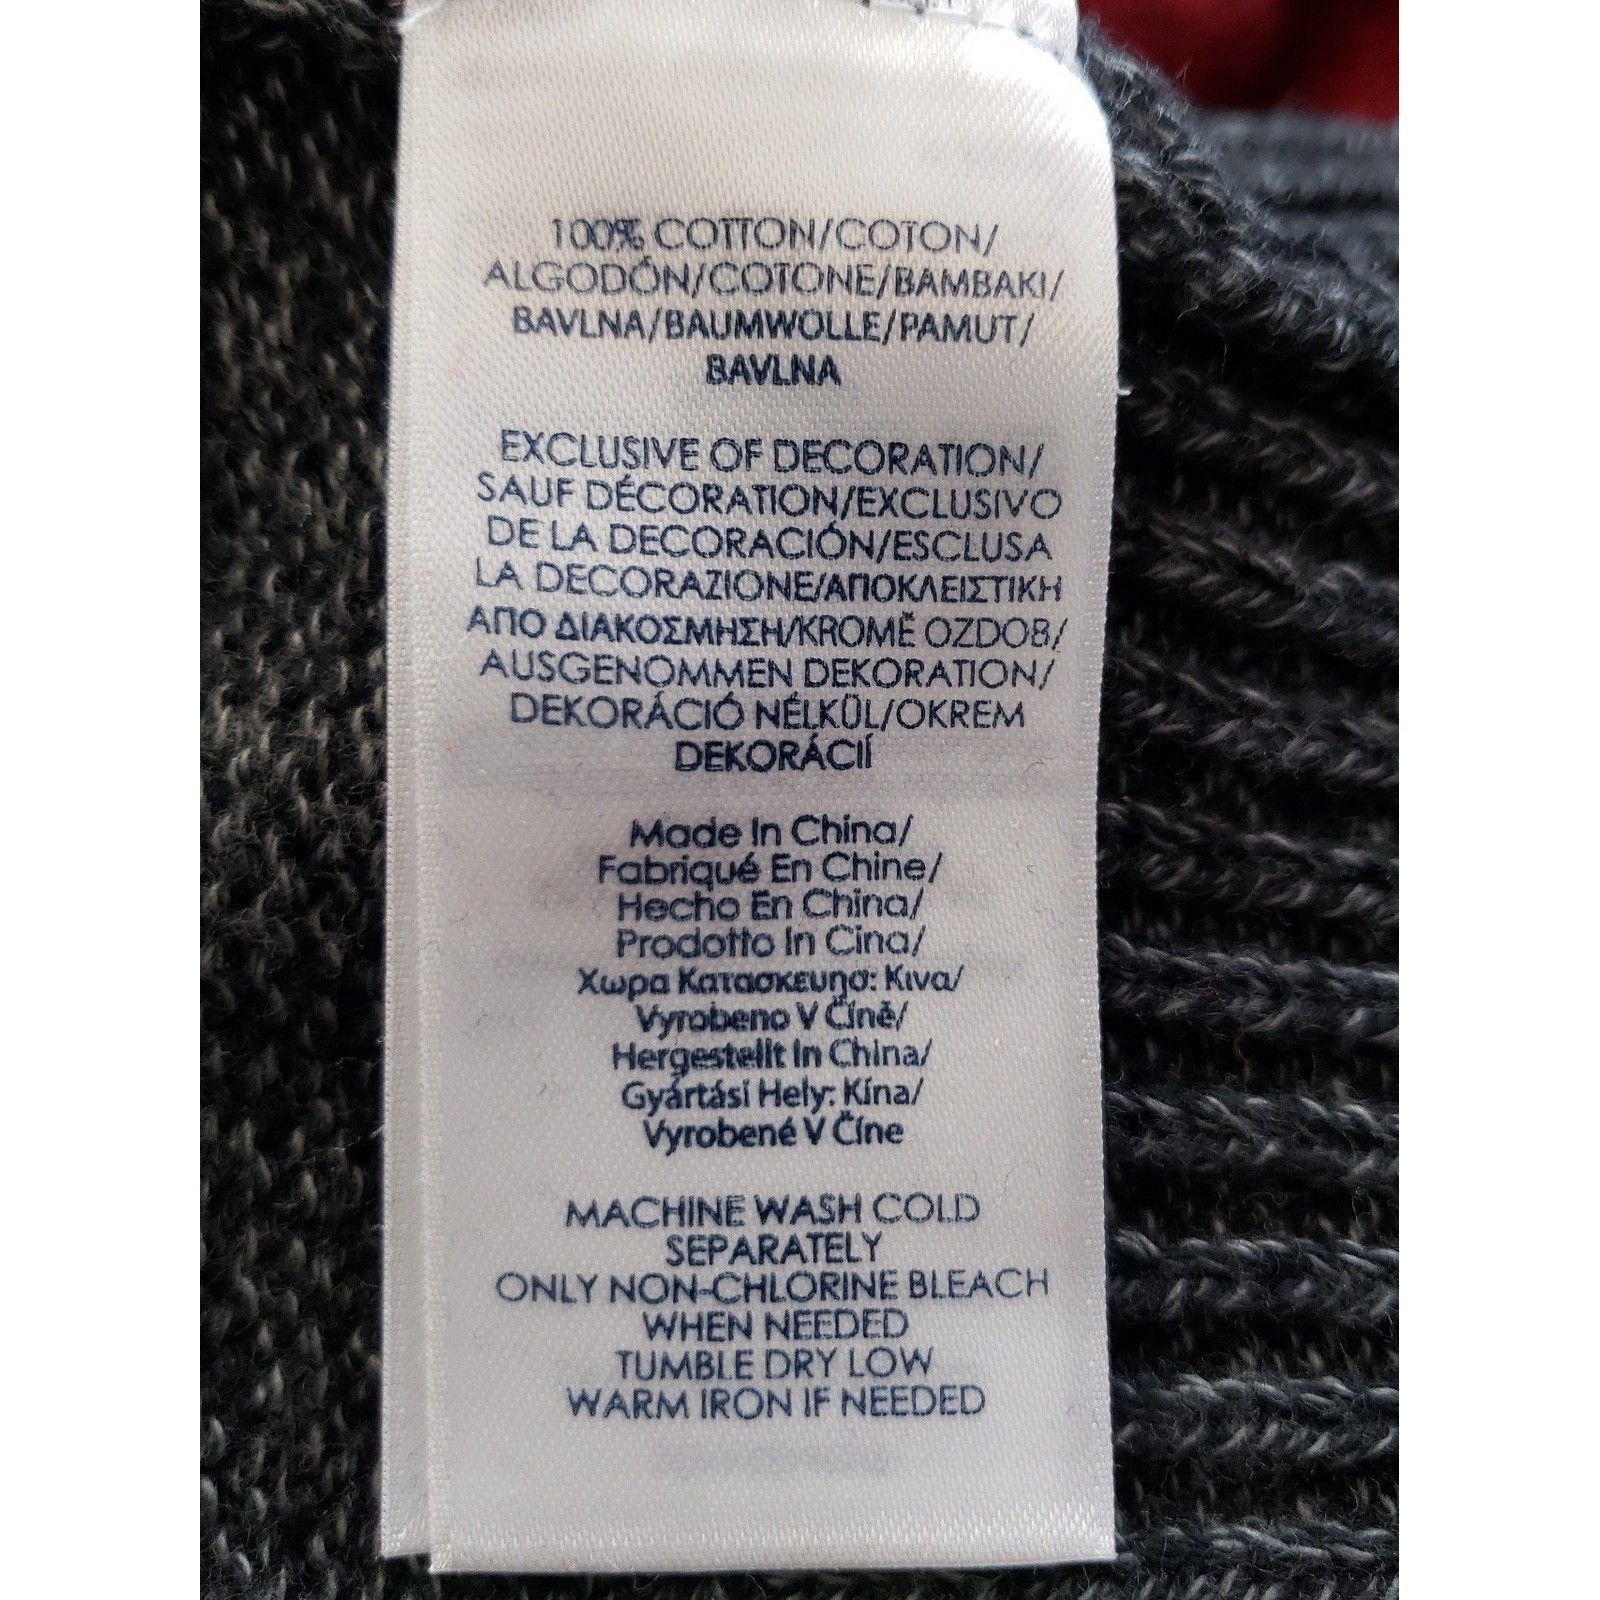 100% COTTON/COTON/
ALGODÓN/COTONE/BAMBAKI/
BAVLNA/BAUMWOLLE/PAMUT/
BAVLNA
EXCLUSIVE OF DECORATION/
SAUF DÉCORATION/EXCLUSIVO
DE LA DECORACIÓN/ESCLUSA
LA DECORAZIONE/ΑΠΟΚΛΕΙΣΤΙΚΗ
ΑΠΟ ΔΙΑΚΟΣΜΗΣΗ/KROMĚ OZDOB/
AUSGENOMMEN DEKORATION/
DEKORÁCIÓ NÉLKÜL/OKREM
DEKORÁCIÍ
Made In China/
Fabriqué En Chine/
Hecho En China/
Prodotto In Cina/
Χωρα Κατασκευησ: Κινα/
Vyrobeno V Číně/
Hergestellt In China/
Gyártási Hely: Kína/
Vyrobené V Číne
MACHINE WASH COLD
SEPARATELY
ONLY NON-CHLORINE BLEACH
WHEN NEEDED
TUMBLE DRY LOW
WARM IRON IF NEEDED